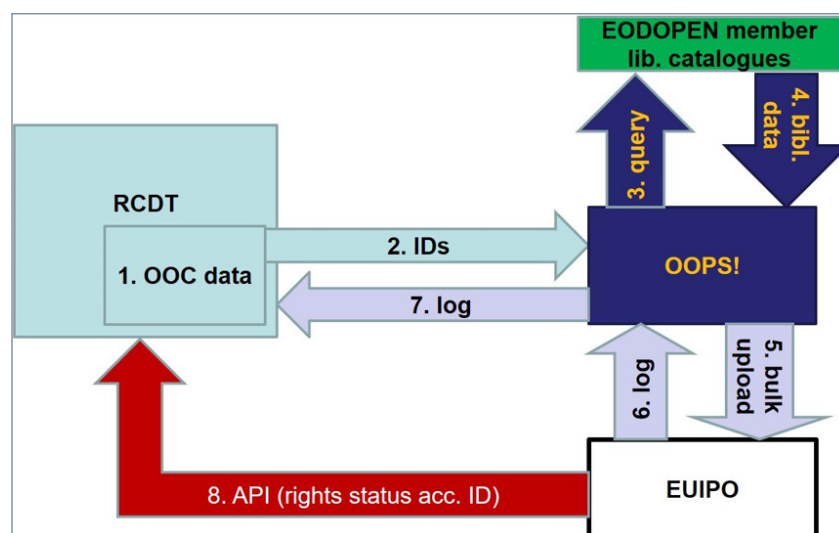 EODOPEN member
lib. catalogues
3. query
4. bibl.
data
RCDT
1. OOC data
2. IDs
OOPS!
7. log
6. log
5. bulk
upload
8. API (rights status acc. ID)
EUIPO